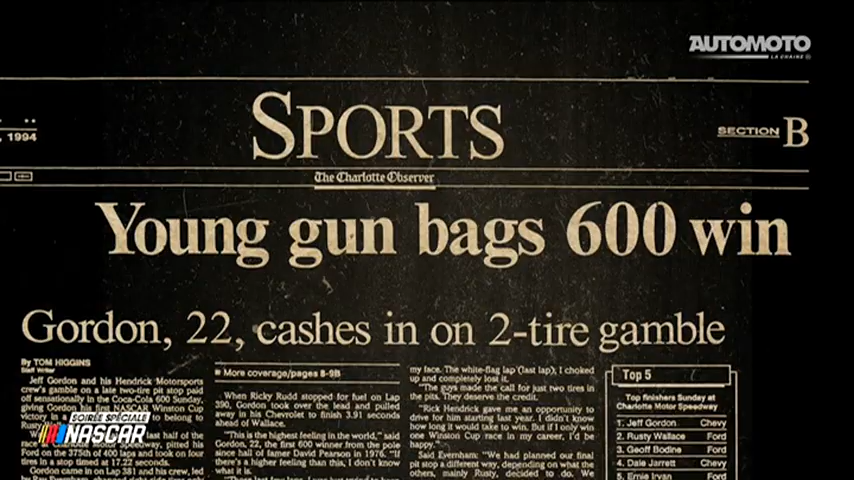 AUTOMOTO
LA CHAINE
, 1994
SPORTS
SECTION B
The Charlotte Observer
Young gun bags 600 win
Gordon, 22, cashes in on 2-tire gamble
By TOM HIGGINS
Staff Writer
Jeff Gordon and his Hendrick Motorsports
crew's gamble on a late two-tire pit stop paid
off sensationally in the Coca-Cola 600 Sunday,
giving Gordon his first NASCAR Winston Cup
victory in a
belong to
Rusty
last half of the
race at Charlotte Motor Speedway, pitted his
Ford on the 375th of 400 laps and took on four
tires in a stop timed at 17.22 seconds.
Gordon came in on Lap 381 and his crew, led
More coverage/pages 8-9B
When Ricky Rudd stopped for fuel on Lap
390, Gordon took over the lead and pulled
away in his Chevrolet to finish 3.91 seconds
ahead of Wallace.
"This is the highest feeling in the world," said
Gordon, 22, the first 600 winner from the pole
since hall of famer David Pearson in 1976. "If
there's a higher feeling than this, I don't know
what it is.
my face. The white-flag lap (last lap), I choked
up and completely lost it.
"The guys made the call for just two tires in
the pits. They deserve the credit.
"Rick Hendrick gave me an opportunity to
drive for him starting last year. I didn't know
how long it would take to win. But if I only win
one Winston Cup race in my career, I'd be
happy."
Said Evernham: "We had planned our final
pit stop a different way, depending on what the
others, mainly Rusty, decided to do. We
Top 5
Top finishers Sunday at
Charlotte Motor Speedway
1. Jeff Gordon Chevy
2. Rusty Wallace Ford
3. Geoff Bodine Ford
4. Dale Jarrett Chevy
5. Ernie Irvan Ford
SOIRÉE SPÉCIALE
NASCAR